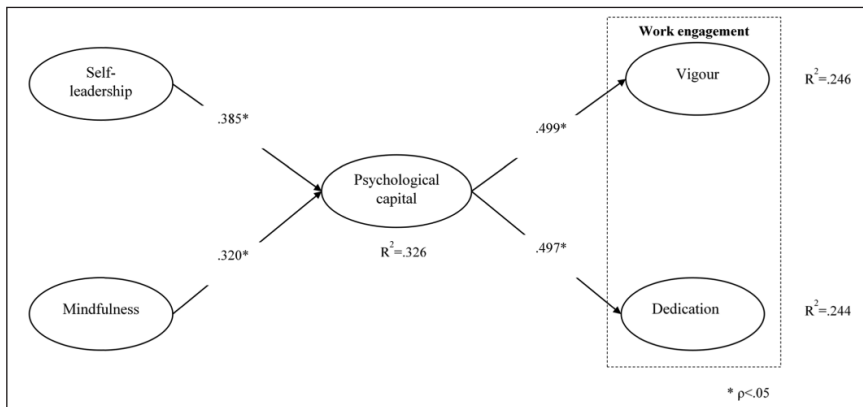 Work engagement
Self-
leadership
Vigour
R²=.246
.385*
.499*
Psychological
capital
R²=.326
.320*
.497*
Mindfulness
Dedication
R²=.244
* ρ<.05